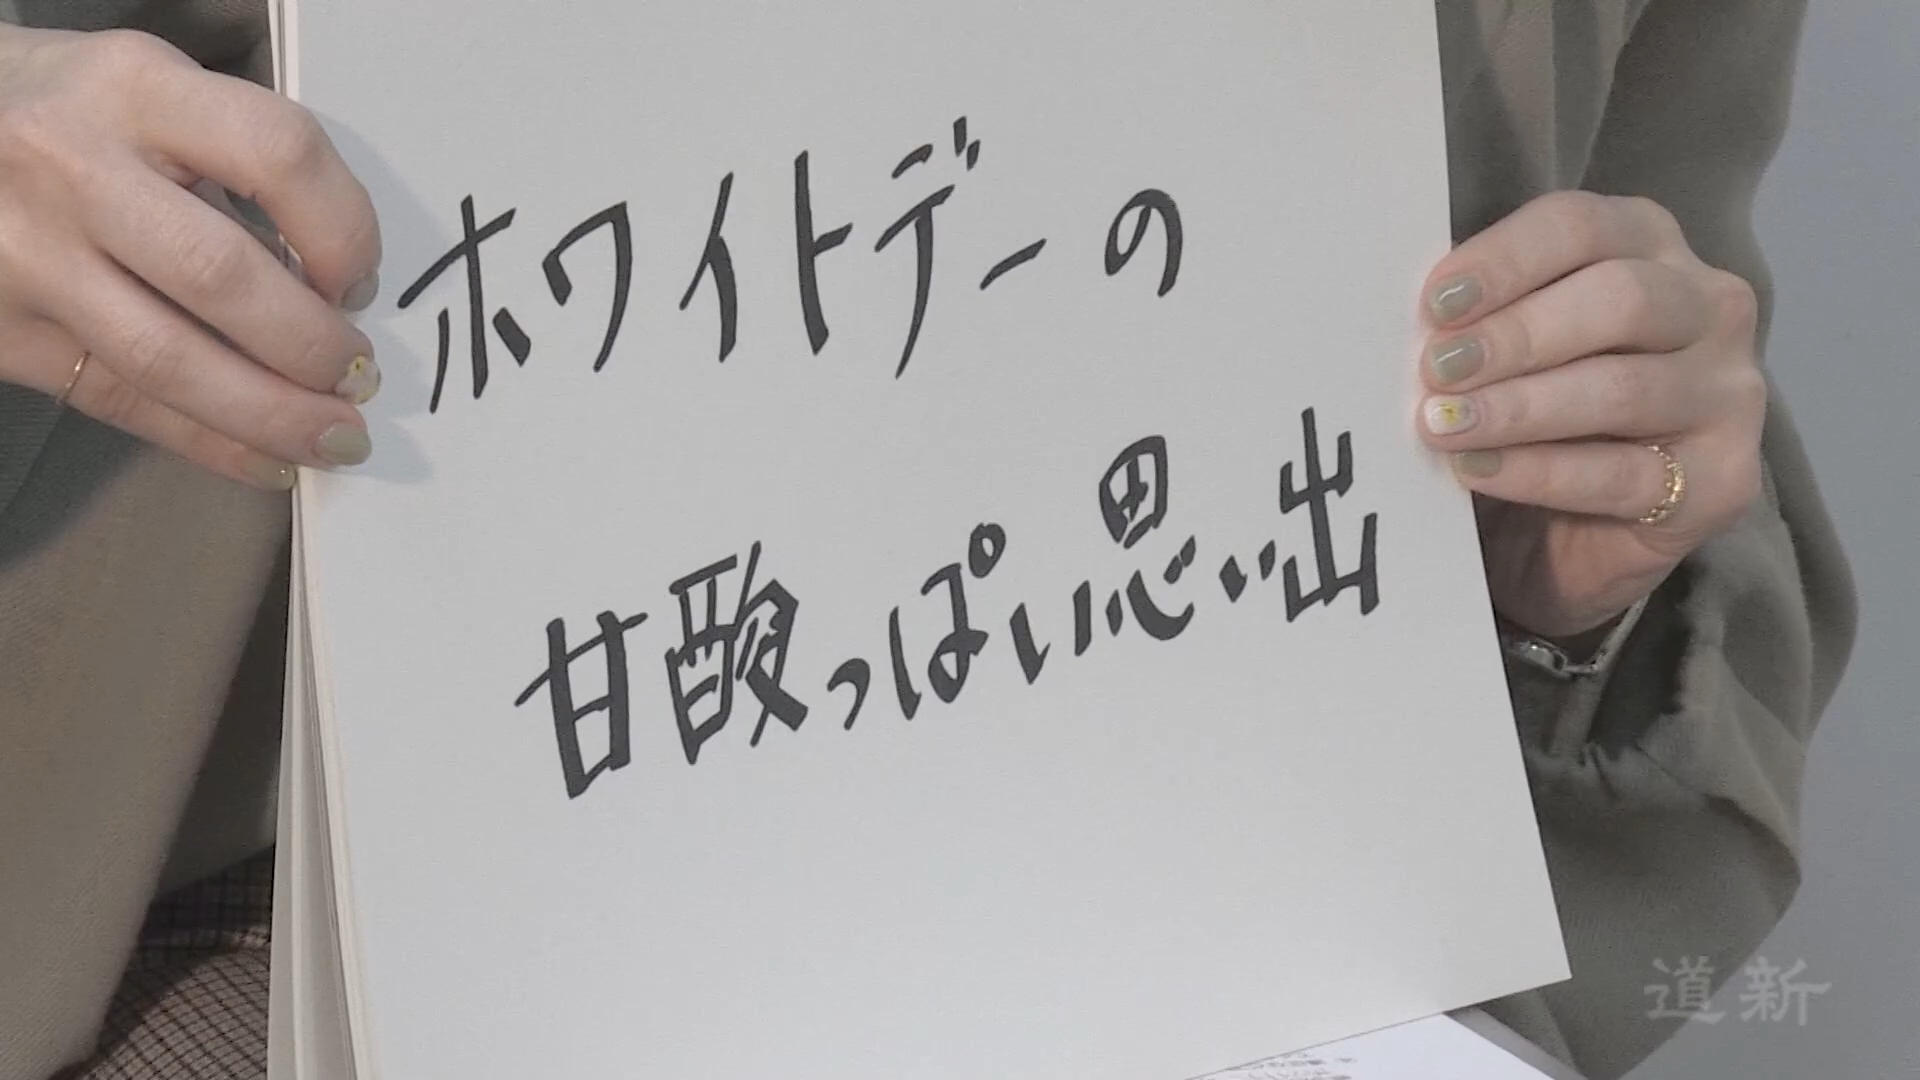 ホワイトデーの
甘酸っぱい思い出
道新